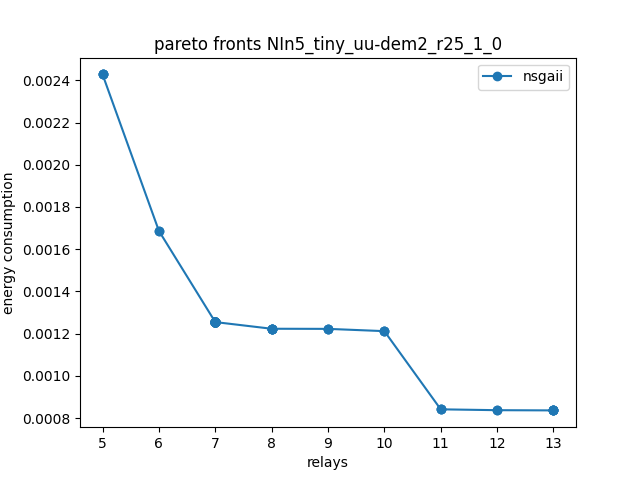 pareto fronts NIn5_tiny_uu-dem2_r25_1_0
nsgaii
energy consumption
0.0024
0.0022
0.0020
0.0018
0.0016
0.0014
0.0012
0.0010
0.0008
5 6 7 8 9 10 11 12 13
relays